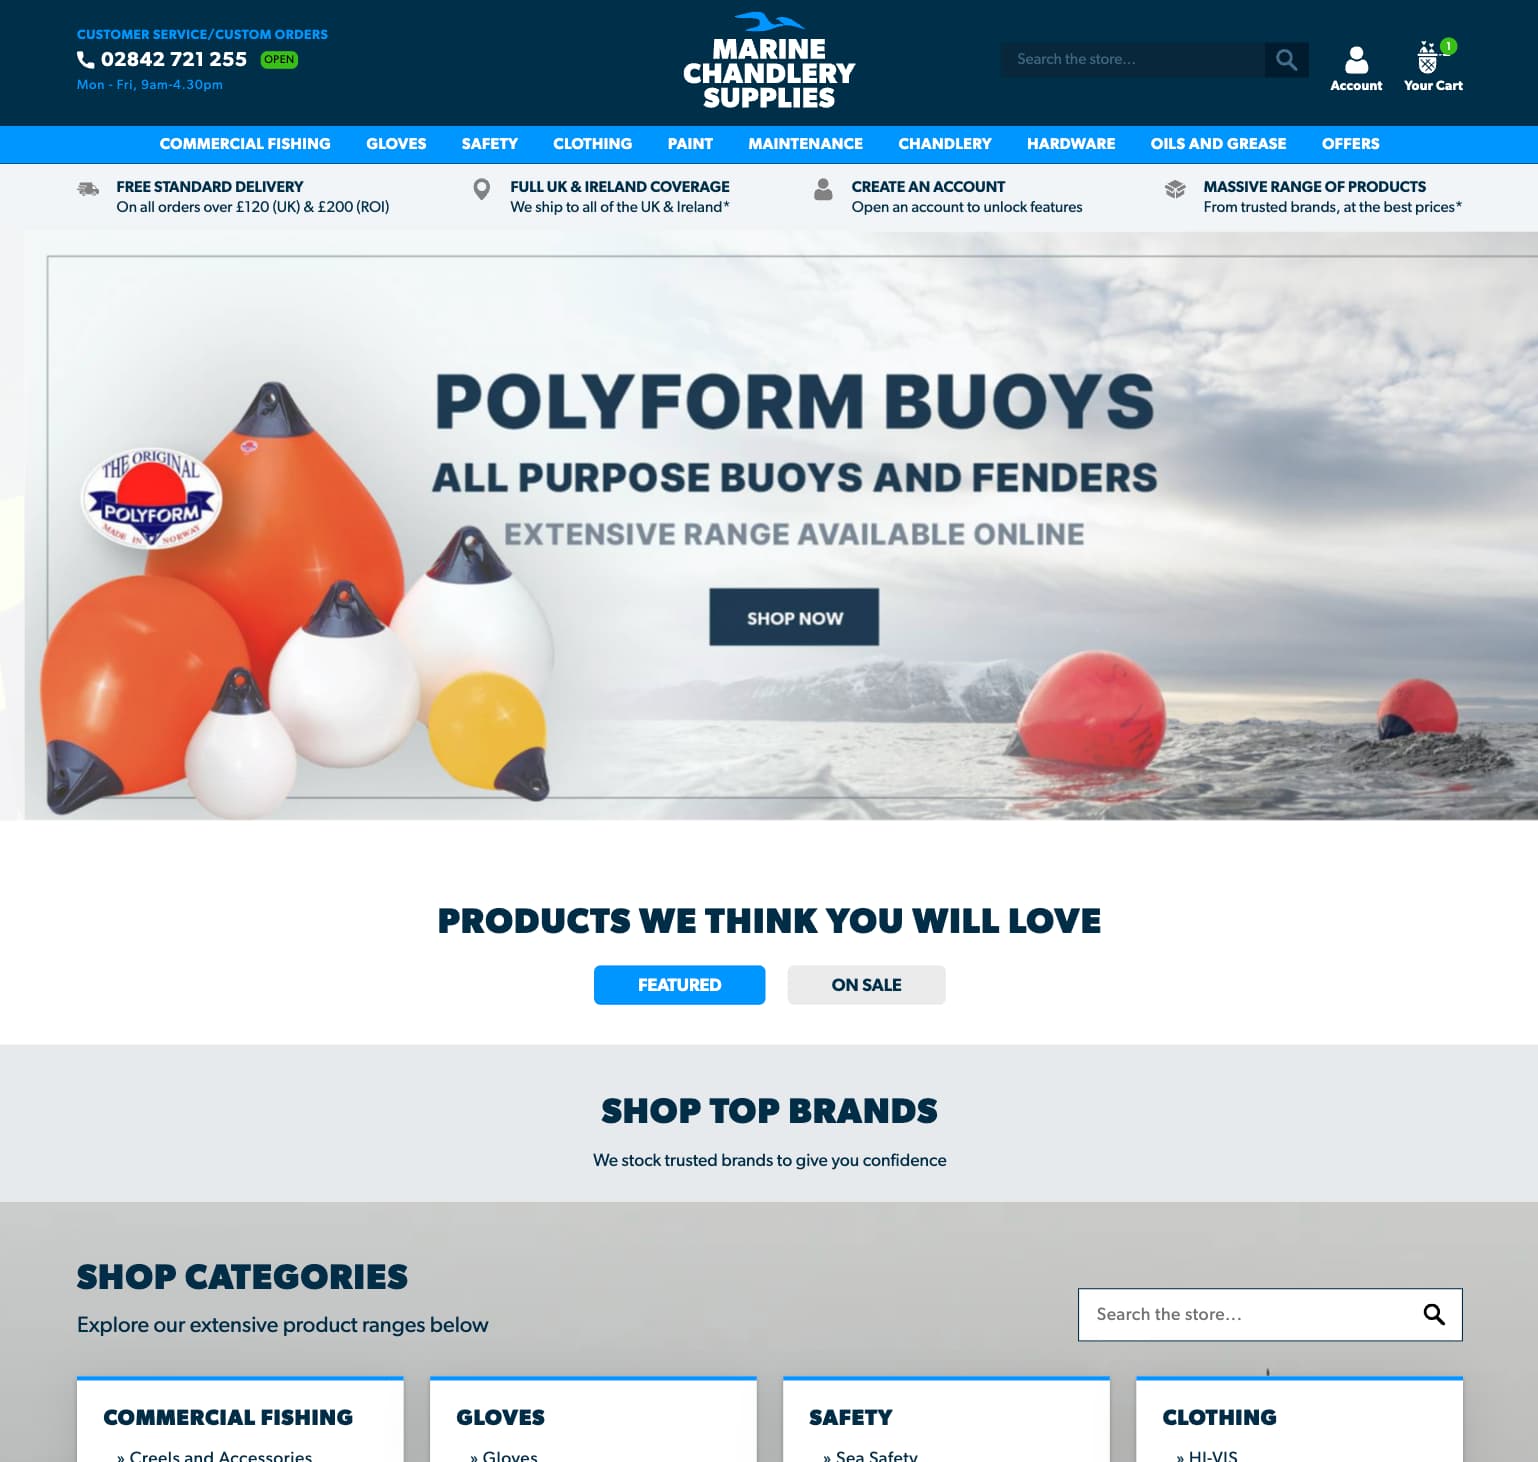 CUSTOMER SERVICE/CUSTOM ORDERS
02842 721 255 OPEN
Mon - Fri, 9am-4.30pm
MARINE
CHANDLERY
SUPPLIES
Search the store...
Account
1
Your Cart
COMMERCIAL FISHING GLOVES SAFETY CLOTHING PAINT MAINTENANCE CHANDLERY HARDWARE OILS AND GREASE OFFERS
FREE STANDARD DELIVERY
On all orders over £120 (UK) & £200 (ROI)
FULL UK & IRELAND COVERAGE
We ship to all of the UK & Ireland*
CREATE AN ACCOUNT
Open an account to unlock features
MASSIVE RANGE OF PRODUCTS
From trusted brands, at the best prices*
POLYFORM BUOYS
ALL PURPOSE BUOYS AND FENDERS
EXTENSIVE RANGE AVAILABLE ONLINE
SHOP NOW
THE ORIGINAL
POLYFORM
MADE IN NORWAY
PRODUCTS WE THINK YOU WILL LOVE
FEATURED
ON SALE
SHOP TOP BRANDS
We stock trusted brands to give you confidence
SHOP CATEGORIES
Explore our extensive product ranges below
Search the store...
COMMERCIAL FISHING
» Creels and Accessories
GLOVES
» Gloves
SAFETY
» Sea Safety
CLOTHING
» HI-VIS